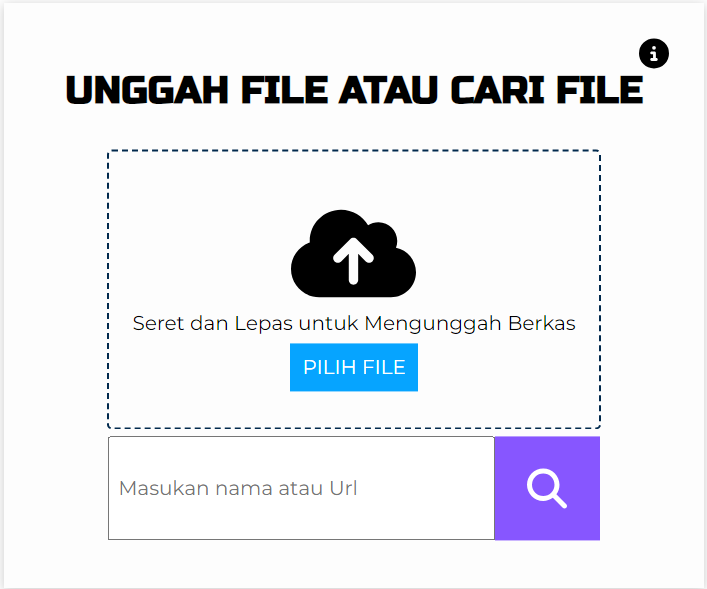 UNGGAH FILE ATAU CARI FILE
Seret dan Lepas untuk Mengunggah Berkas
PILIH FILE
Masukan nama atau Url